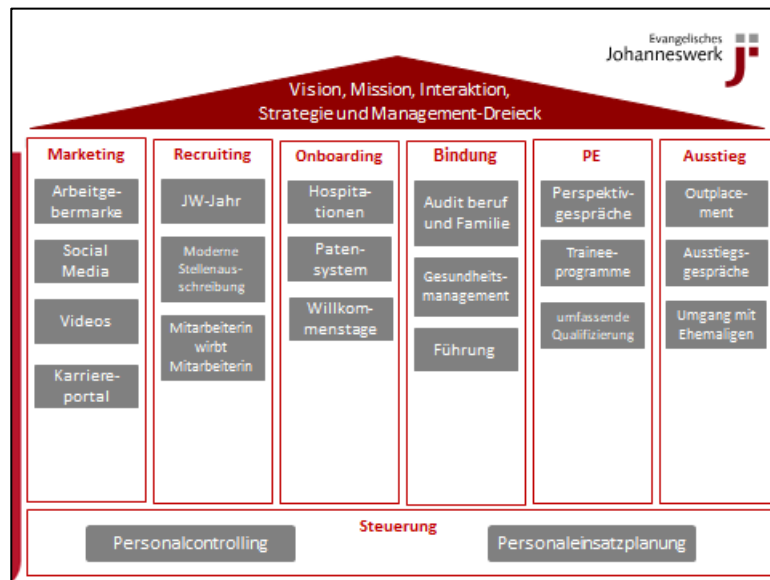 Evangelisches
Johanneswerk
Vision, Mission, Interaktion,
Strategie und Management-Dreieck
Marketing
Arbeitge-
bermarke
Social
Media
Videos
Karriere-
portal
Recruiting
JW-Jahr
Moderne
Stellenaus-
schreibung
Mitarbeiterin
wirbt
Mitarbeiterin
Onboarding
Hospita-
tionen
Paten-
system
Willkom-
menstage
Bindung
Audit beruf
und Familie
Gesundheits-
management
Führung
PE
Perspektiv-
gespräche
Trainee-
programme
umfassende
Qualifizierung
Ausstieg
Outplace-
ment
Ausstiegs-
gespräche
Umgang mit
Ehemaligen
Steuerung
Personalcontrolling
Personaleinsatzplanung